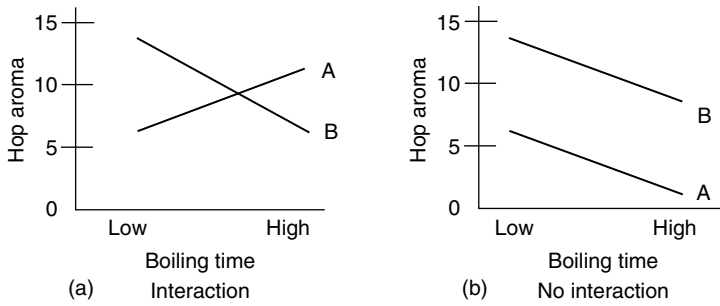 15
10
5
0
Hop aroma
A
B
Low High
Boiling time
(a) Interaction
15
10
5
0
Hop aroma
B
A
Low High
Boiling time
(b) No interaction